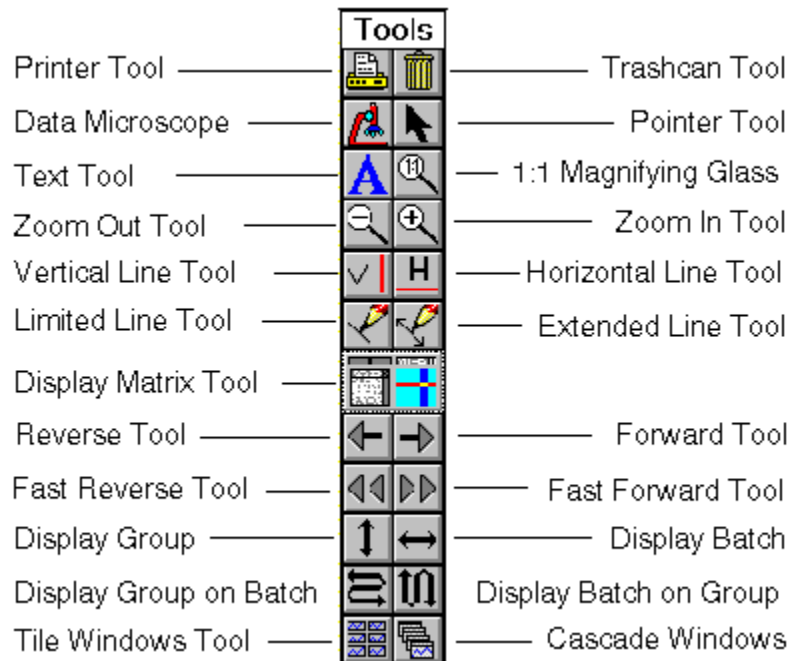 Tools
Printer Tool
Trashcan Tool
Data Microscope
Pointer Tool
Text Tool
A
1:1
1:1 Magnifying Glass
Zoom Out Tool
Zoom In Tool
Vertical Line Tool
V
H
Horizontal Line Tool
Limited Line Tool
Extended Line Tool
Display Matrix Tool
Reverse Tool
Forward Tool
Fast Reverse Tool
Fast Forward Tool
Display Group
Display Batch
Display Group on Batch
Display Batch on Group
Tile Windows Tool
Cascade Windows